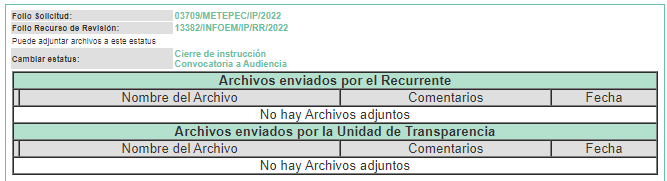 Folio Solicitud: 03709/METEPEC/IP/2022
Folio Recurso de Revisión: 13382/INFOEM/IP/RR/2022
Puede adjuntar archivos a este estatus
Cambiar estatus: Cierre de instrucción
Convocatoria a Audiencia
Archivos enviados por el Recurrente
Nombre del Archivo Comentarios Fecha
No hay Archivos adjuntos
Archivos enviados por la Unidad de Transparencia
Nombre del Archivo Comentarios Fecha
No hay Archivos adjuntos